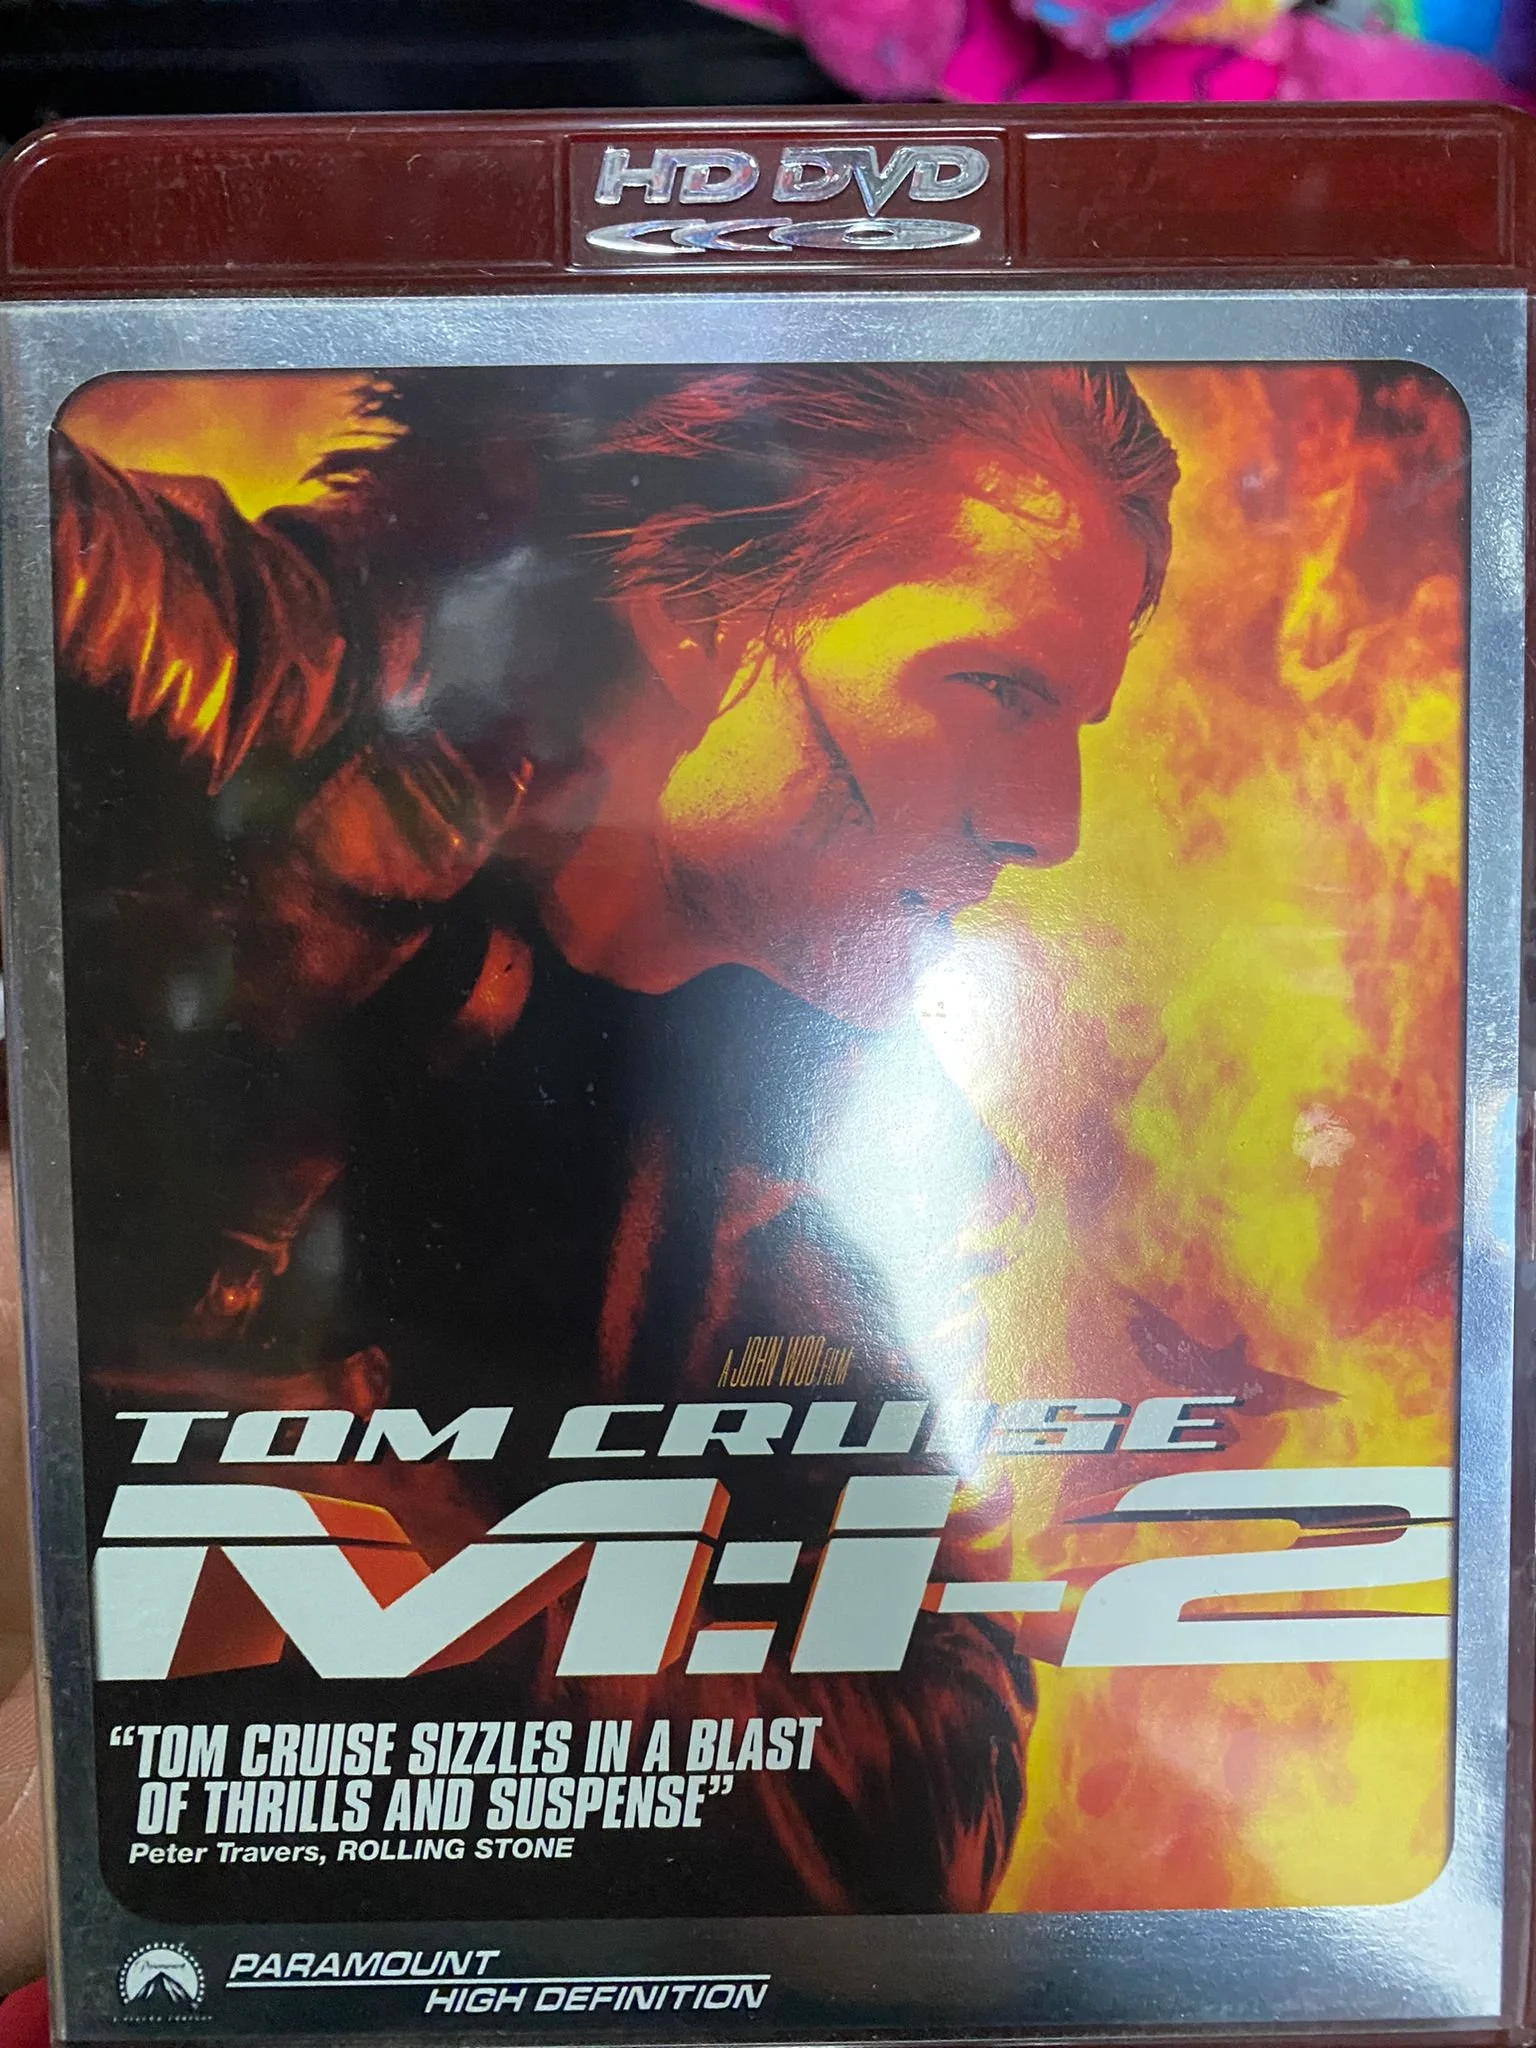 HD DVD
A JOHN WOO FILM
TOM CRUISE
M:I-2
“TOM CRUISE SIZZLES IN A BLAST
OF THRILLS AND SUSPENSE”
Peter Travers, ROLLING STONE
Paramount
PARAMOUNT
HIGH DEFINITION